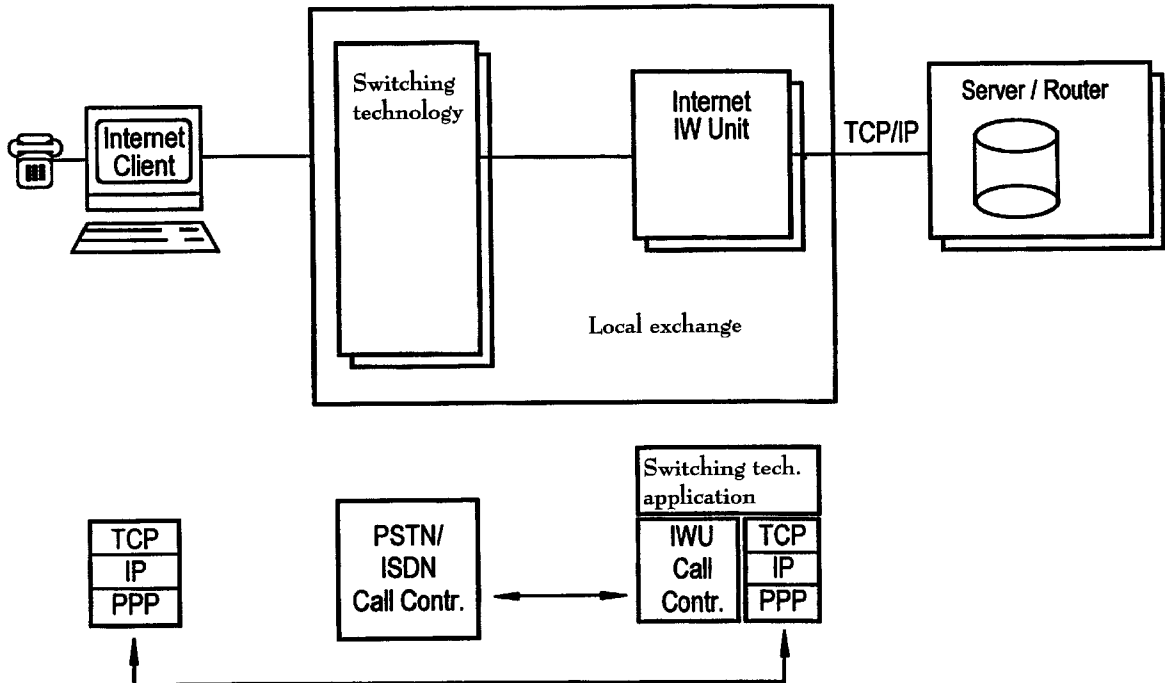 Internet
Client
Switching
technology
Internet
IW Unit
TCP/IP
Server / Router
Local exchange
TCP
IP
PPP
PSTN/
ISDN
Call Contr.
Switching tech.
application
IWU
Call
Contr.
TCP
IP
PPP